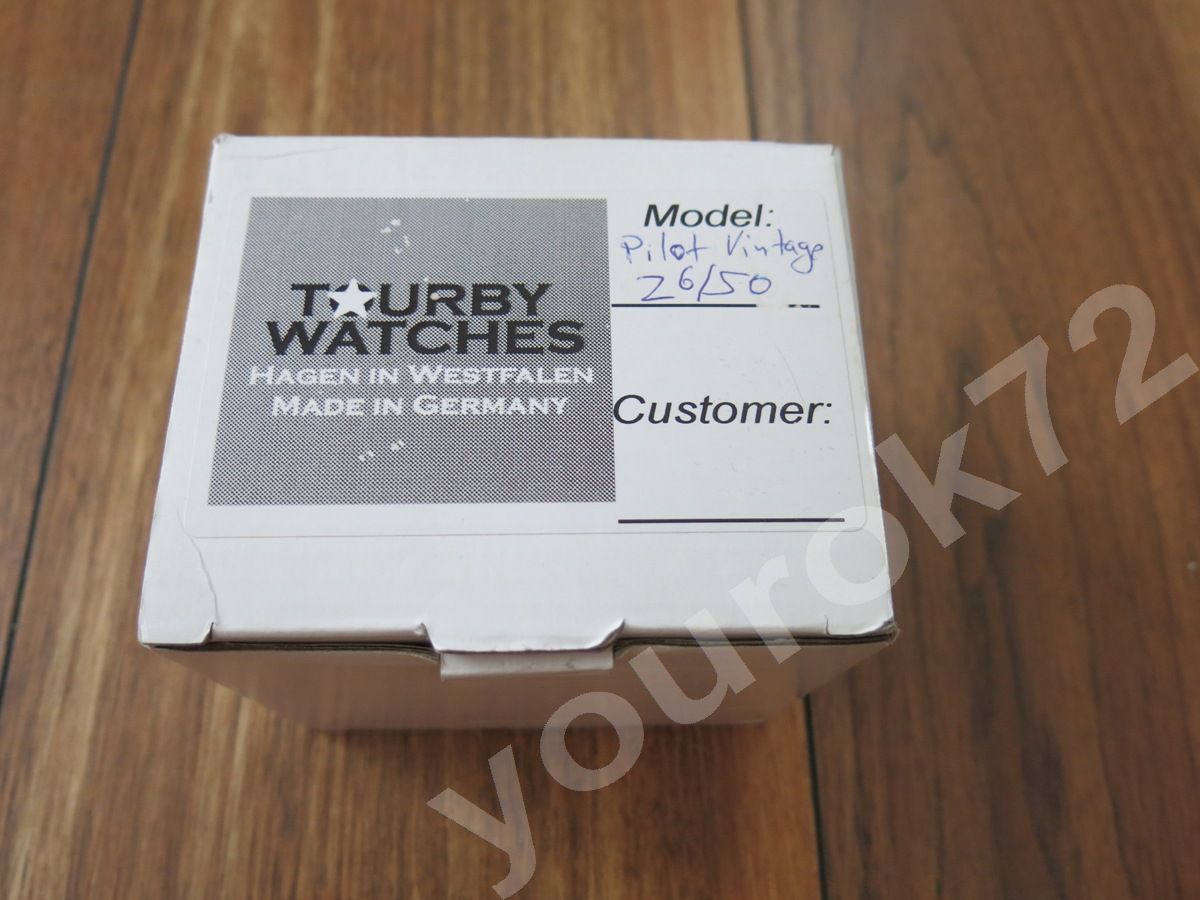 TOURBY
WATCHES
HAGEN IN WESTFALEN
MADE IN GERMANY
Model:
Pilot Vintage
26/50
Customer:
yourok72